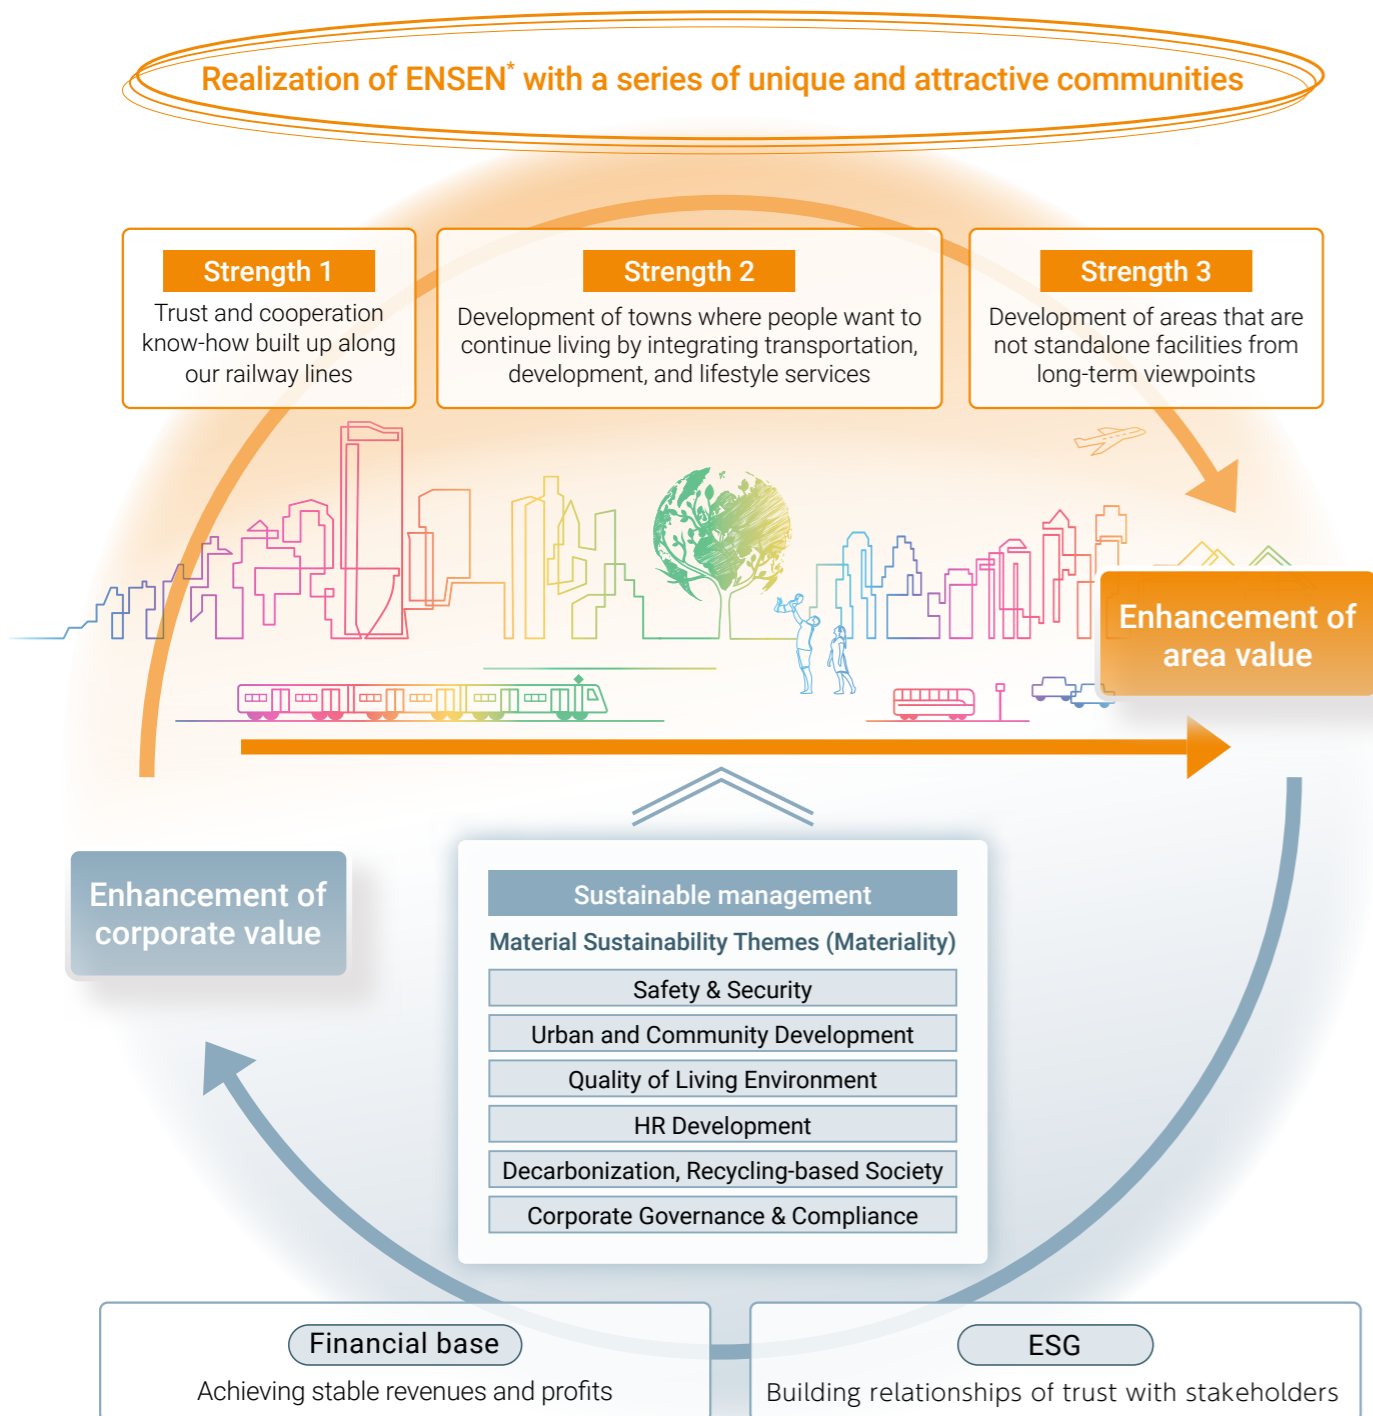 Realization of ENSEN* with a series of unique and attractive communities
Strength 1
Trust and cooperation
know-how built up along
our railway lines
Strength 2
Development of towns where people want to
continue living by integrating transportation,
development, and lifestyle services
Strength 3
Development of areas that are
not standalone facilities from
long-term viewpoints
Enhancement of
area value
Enhancement of
corporate value
Sustainable management
Material Sustainability Themes (Materiality)
Safety & Security
Urban and Community Development
Quality of Living Environment
HR Development
Decarbonization, Recycling-based Society
Corporate Governance & Compliance
Financial base
Achieving stable revenues and profits
ESG
Building relationships of trust with stakeholders